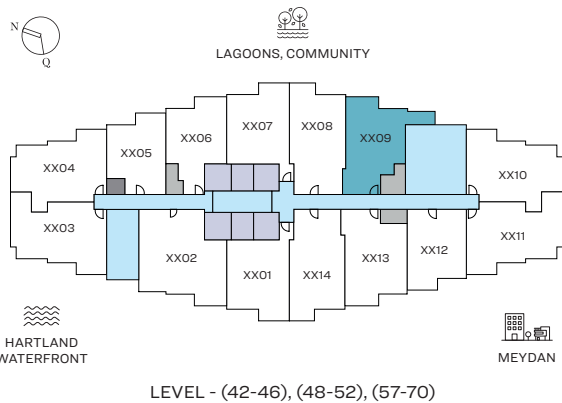 N
Q
LAGOONS, COMMUNITY
XX07
XX08
XX06
XX09
XX05
XX04
XX10
XX03
XX11
XX02
XX12
XX01
XX14
XX13
HARTLAND
WATERFRONT
MEYDAN
LEVEL - (42-46), (48-52), (57-70)